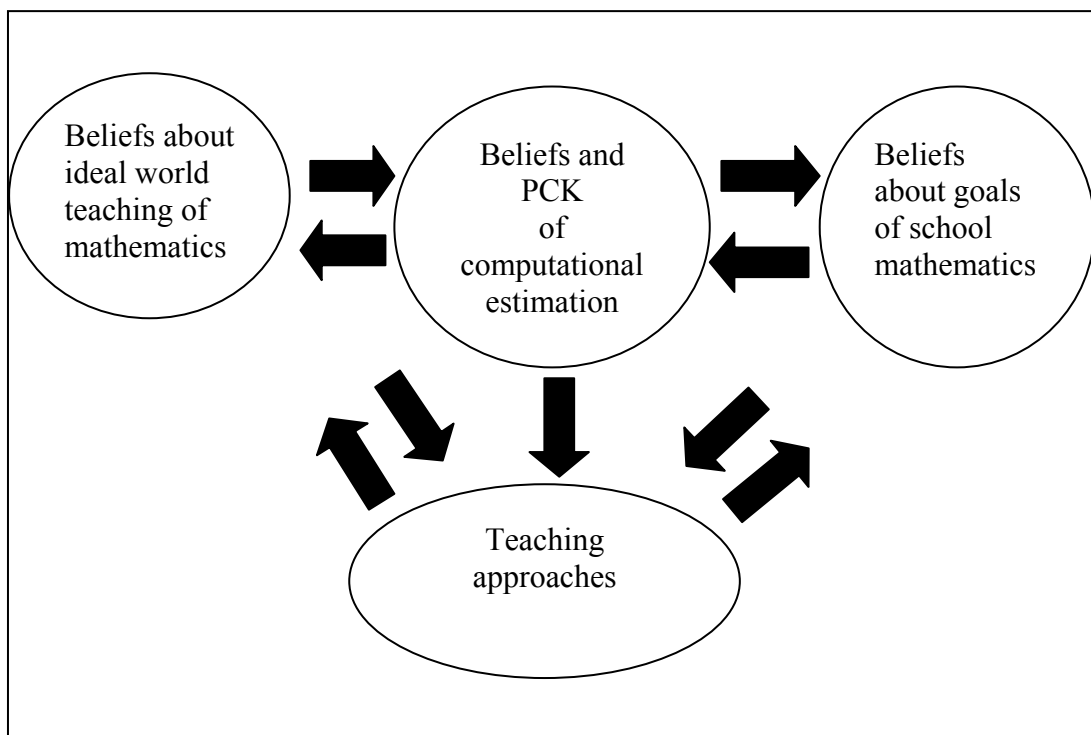 Beliefs about
ideal world
teaching of
mathematics
Beliefs and
PCK
of
computational
estimation
Beliefs
about goals
of school
mathematics
Teaching
approaches